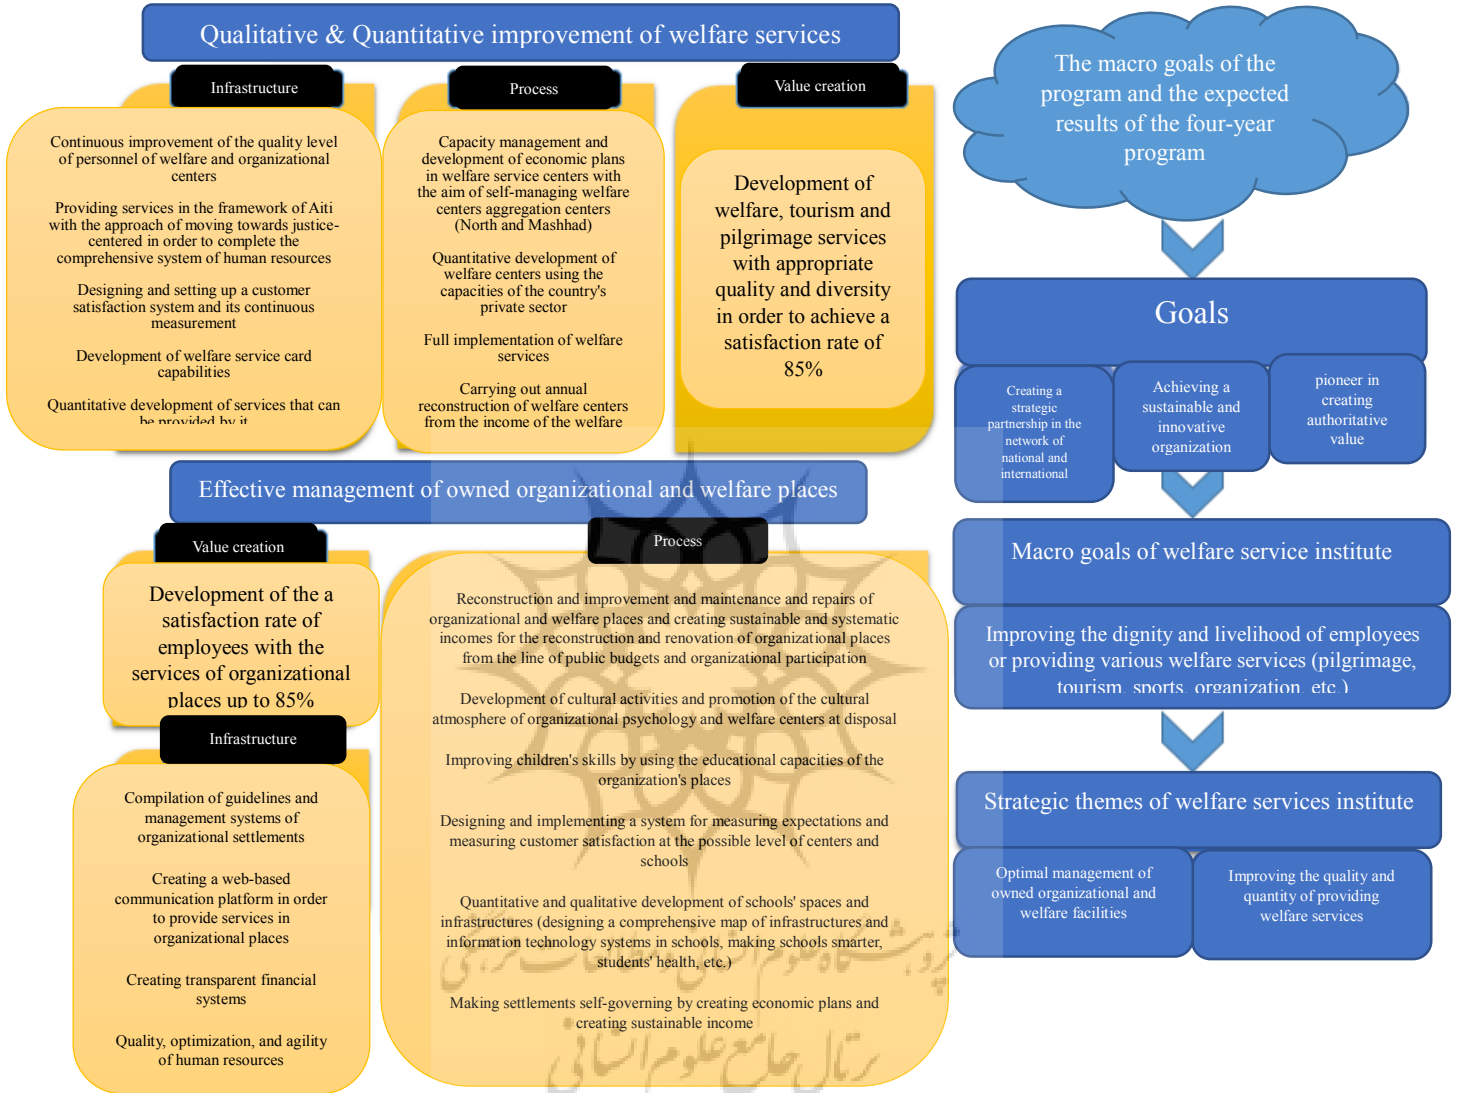 Qualitative & Quantitative improvement of welfare services
Infrastructure
Continuous improvement of the quality level
of personnel of welfare and organizational
centers
Providing services in the framework of Aiti
with the approach of moving towards justice-
centered in order to complete the
comprehensive system of human resources
Designing and setting up a customer
satisfaction system and its continuous
measurement
Development of welfare service card
capabilities
Quantitative development of services that can
be provided by it
Process
Capacity management and
development of economic plans
in welfare service centers with
the aim of self-managing welfare
centers aggregation centers
(North and Mashhad)
Quantitative development of
welfare centers using the
capacities of the country's
private sector
Full implementation of welfare
services
Carrying out annual
reconstruction of welfare centers
from the income of the welfare
Value creation
Development of
welfare, tourism and
pilgrimage services
with appropriate
quality and diversity
in order to achieve a
satisfaction rate of
85%
Effective management of owned organizational and welfare places
Value creation
Development of the a
satisfaction rate of
employees with the
services of organizational
places up to 85%
Infrastructure
Compilation of guidelines and
management systems of
organizational settlements
Creating a web-based
communication platform in order
to provide services in
organizational places
Creating transparent financial
systems
Quality, optimization, and agility
of human resources
Process
Reconstruction and improvement and maintenance and repairs of
organizational and welfare places and creating sustainable and systematic
incomes for the reconstruction and renovation of organizational places
from the line of public budgets and organizational participation
Development of cultural activities and promotion of the cultural
atmosphere of organizational psychology and welfare centers at disposal
Improving children's skills by using the educational capacities of the
organization's places
Designing and implementing a system for measuring expectations and
measuring customer satisfaction at the possible level of centers and
schools
Quantitative and qualitative development of schools' spaces and
infrastructures (designing a comprehensive map of infrastructures and
information technology systems in schools, making schools smarter,
students' health, etc.)
Making settlements self-governing by creating economic plans and
creating sustainable income
پژوهشگاه علوم انسانی و مطالعات فرهنگی
پرتال جامع علوم انسانی
The macro goals of the
program and the expected
results of the four-year
program
Goals
Creating a
strategic
partnership in the
network of
national and
international
Achieving a
sustainable and
innovative
organization
pioneer in
creating
authoritative
value
Macro goals of welfare service institute
Improving the dignity and livelihood of employees
or providing various welfare services (pilgrimage,
tourism, sports, organization, etc.)
Strategic themes of welfare services institute
Optimal management of
owned organizational and
welfare facilities
Improving the quality and
quantity of providing
welfare services